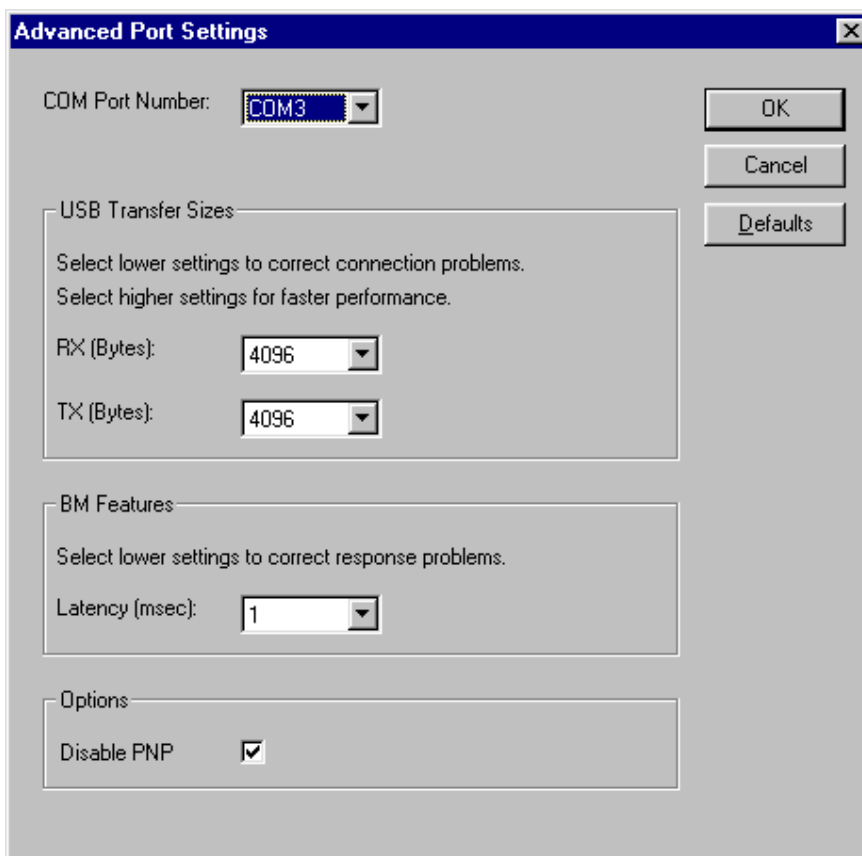 Advanced Port Settings
COM Port Number: COM3
OK
Cancel
Defaults
USB Transfer Sizes
Select lower settings to correct connection problems.
Select higher settings for faster performance.
RX (Bytes): 4096
TX (Bytes): 4096
BM Features
Select lower settings to correct response problems.
Latency (msec): 1
Options
Disable PNP